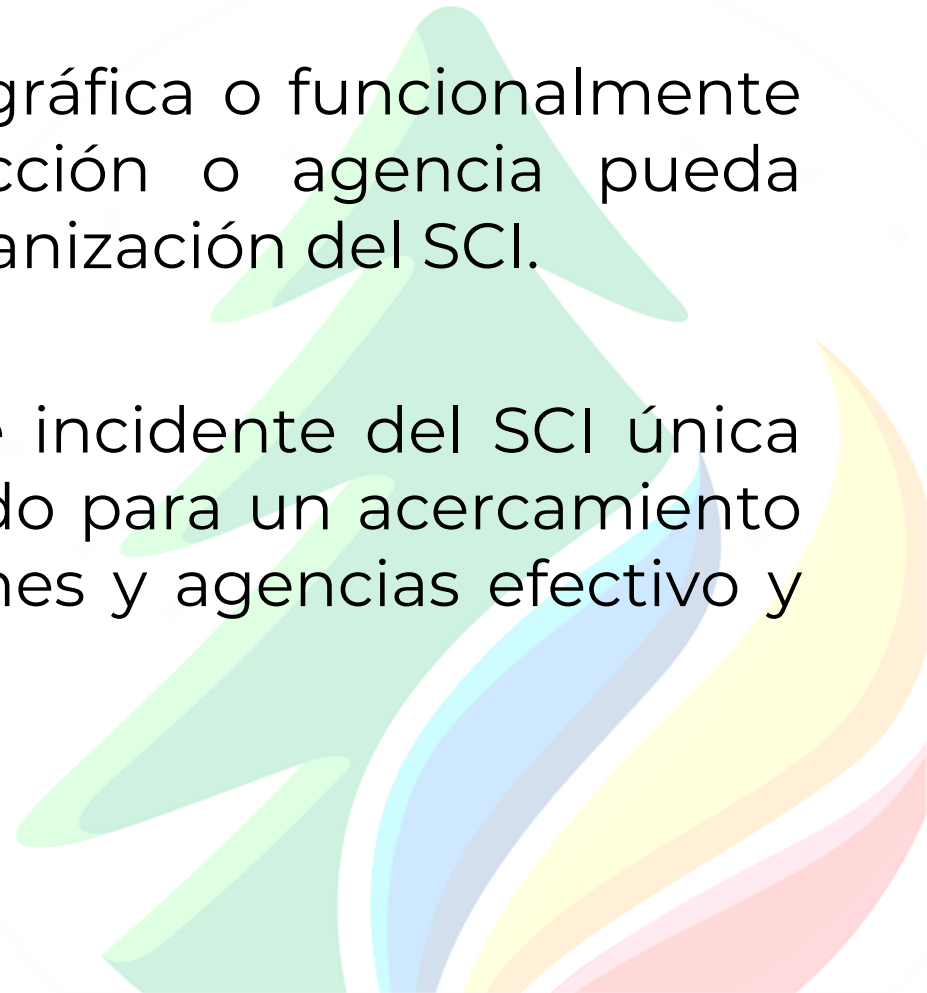 gráfica o funcionalmente
cción o agencia pueda
anización del SCI.
incidente del SCI única
do para un acercamiento
nes y agencias efectivo y